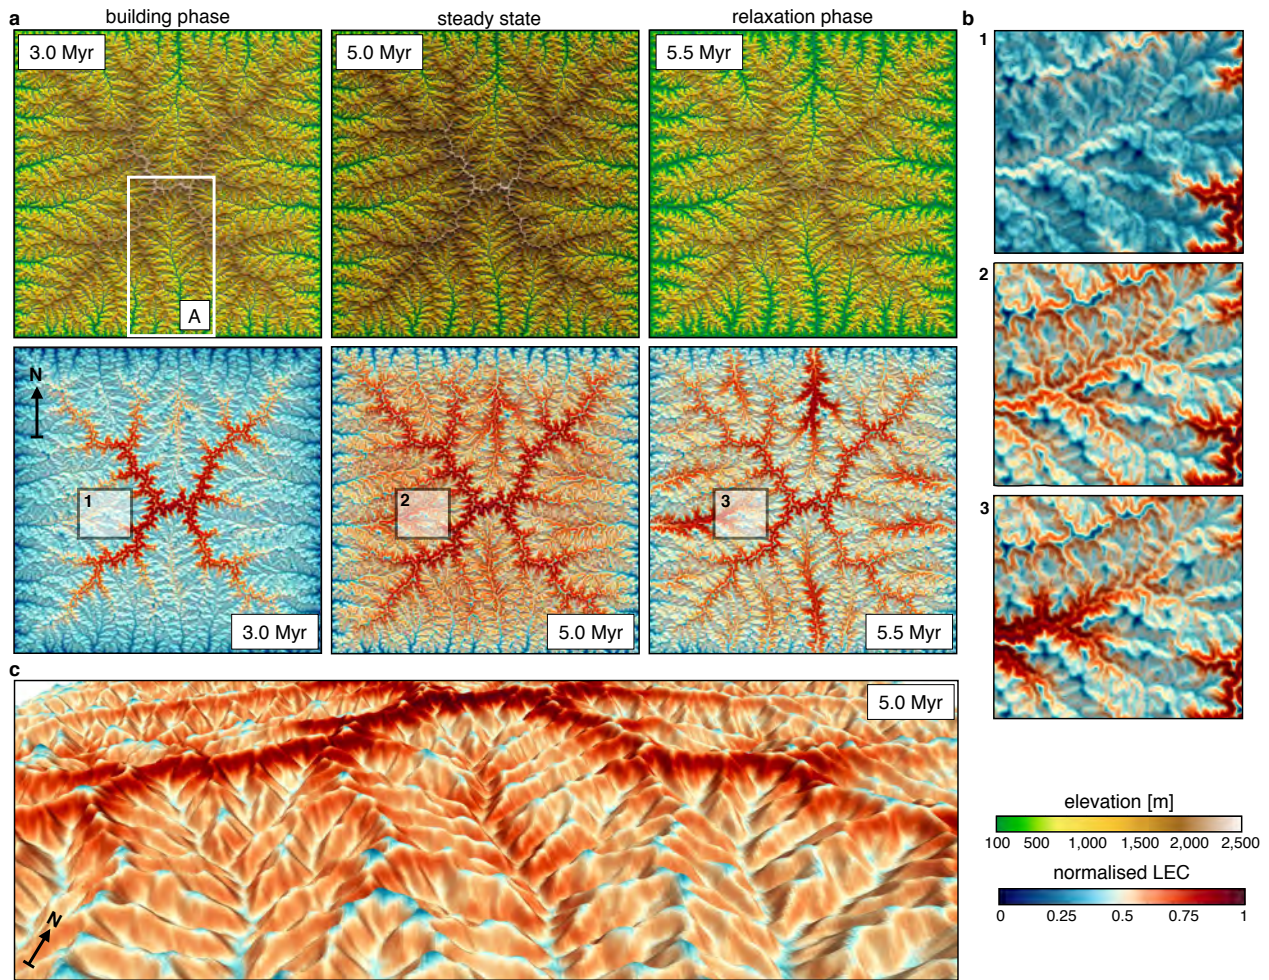 a
building phase
steady state
relaxation phase
b
3.0 Myr
5.0 Myr
5.5 Myr
A
1
2
3
N
1
2
3
3.0 Myr
5.0 Myr
5.5 Myr
c
5.0 Myr
N
elevation [m]
100 500 1,000 1,500 2,000 2,500
normalised LEC
0 0.25 0.5 0.75 1